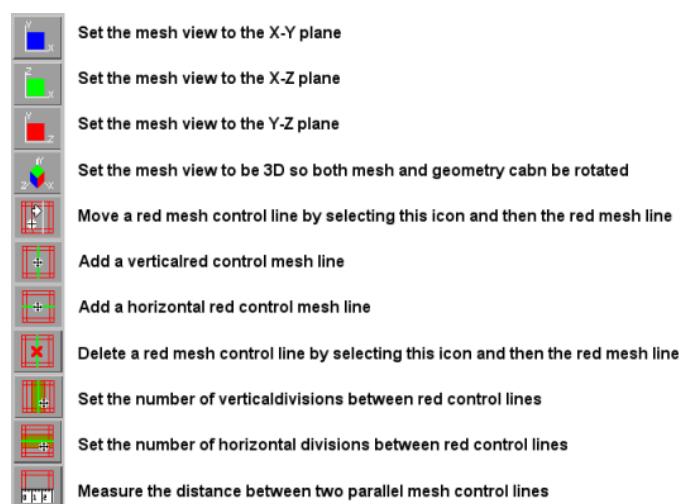 Y X Set the mesh view to the X-Y plane
Z X Set the mesh view to the X-Z plane
Y Z Set the mesh view to the Y-Z plane
Y Z X Set the mesh view to be 3D so both mesh and geometry cabn be rotated
Move a red mesh control line by selecting this icon and then the red mesh line
Add a verticalred control mesh line
Add a horizontal red control mesh line
Delete a red mesh control line by selecting this icon and then the red mesh line
Set the number of verticaldivisions between red control lines
Set the number of horizontal divisions between red control lines
0 1 2 Measure the distance between two parallel mesh control lines